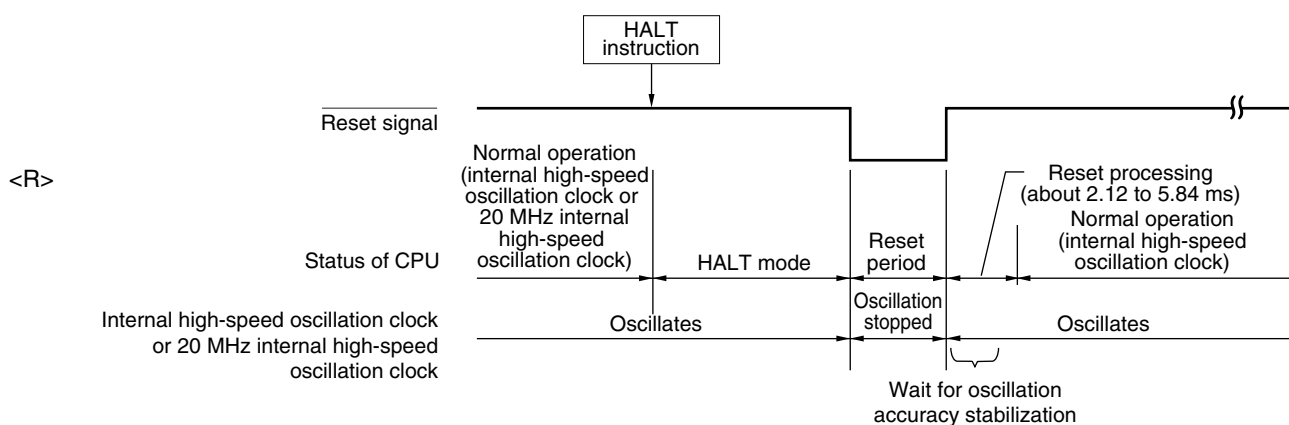 HALT
instruction
Reset signal
<R>
Normal operation
(internal high-speed
oscillation clock or
20 MHz internal
high-speed
oscillation clock)
Reset processing
(about 2.12 to 5.84 ms)
Normal operation
(internal high-speed
oscillation clock)
Status of CPU
HALT mode
Reset
period
Internal high-speed oscillation clock
or 20 MHz internal high-speed
oscillation clock
Oscillates
Oscillation
stopped
Oscillates
Wait for oscillation
accuracy stabilization